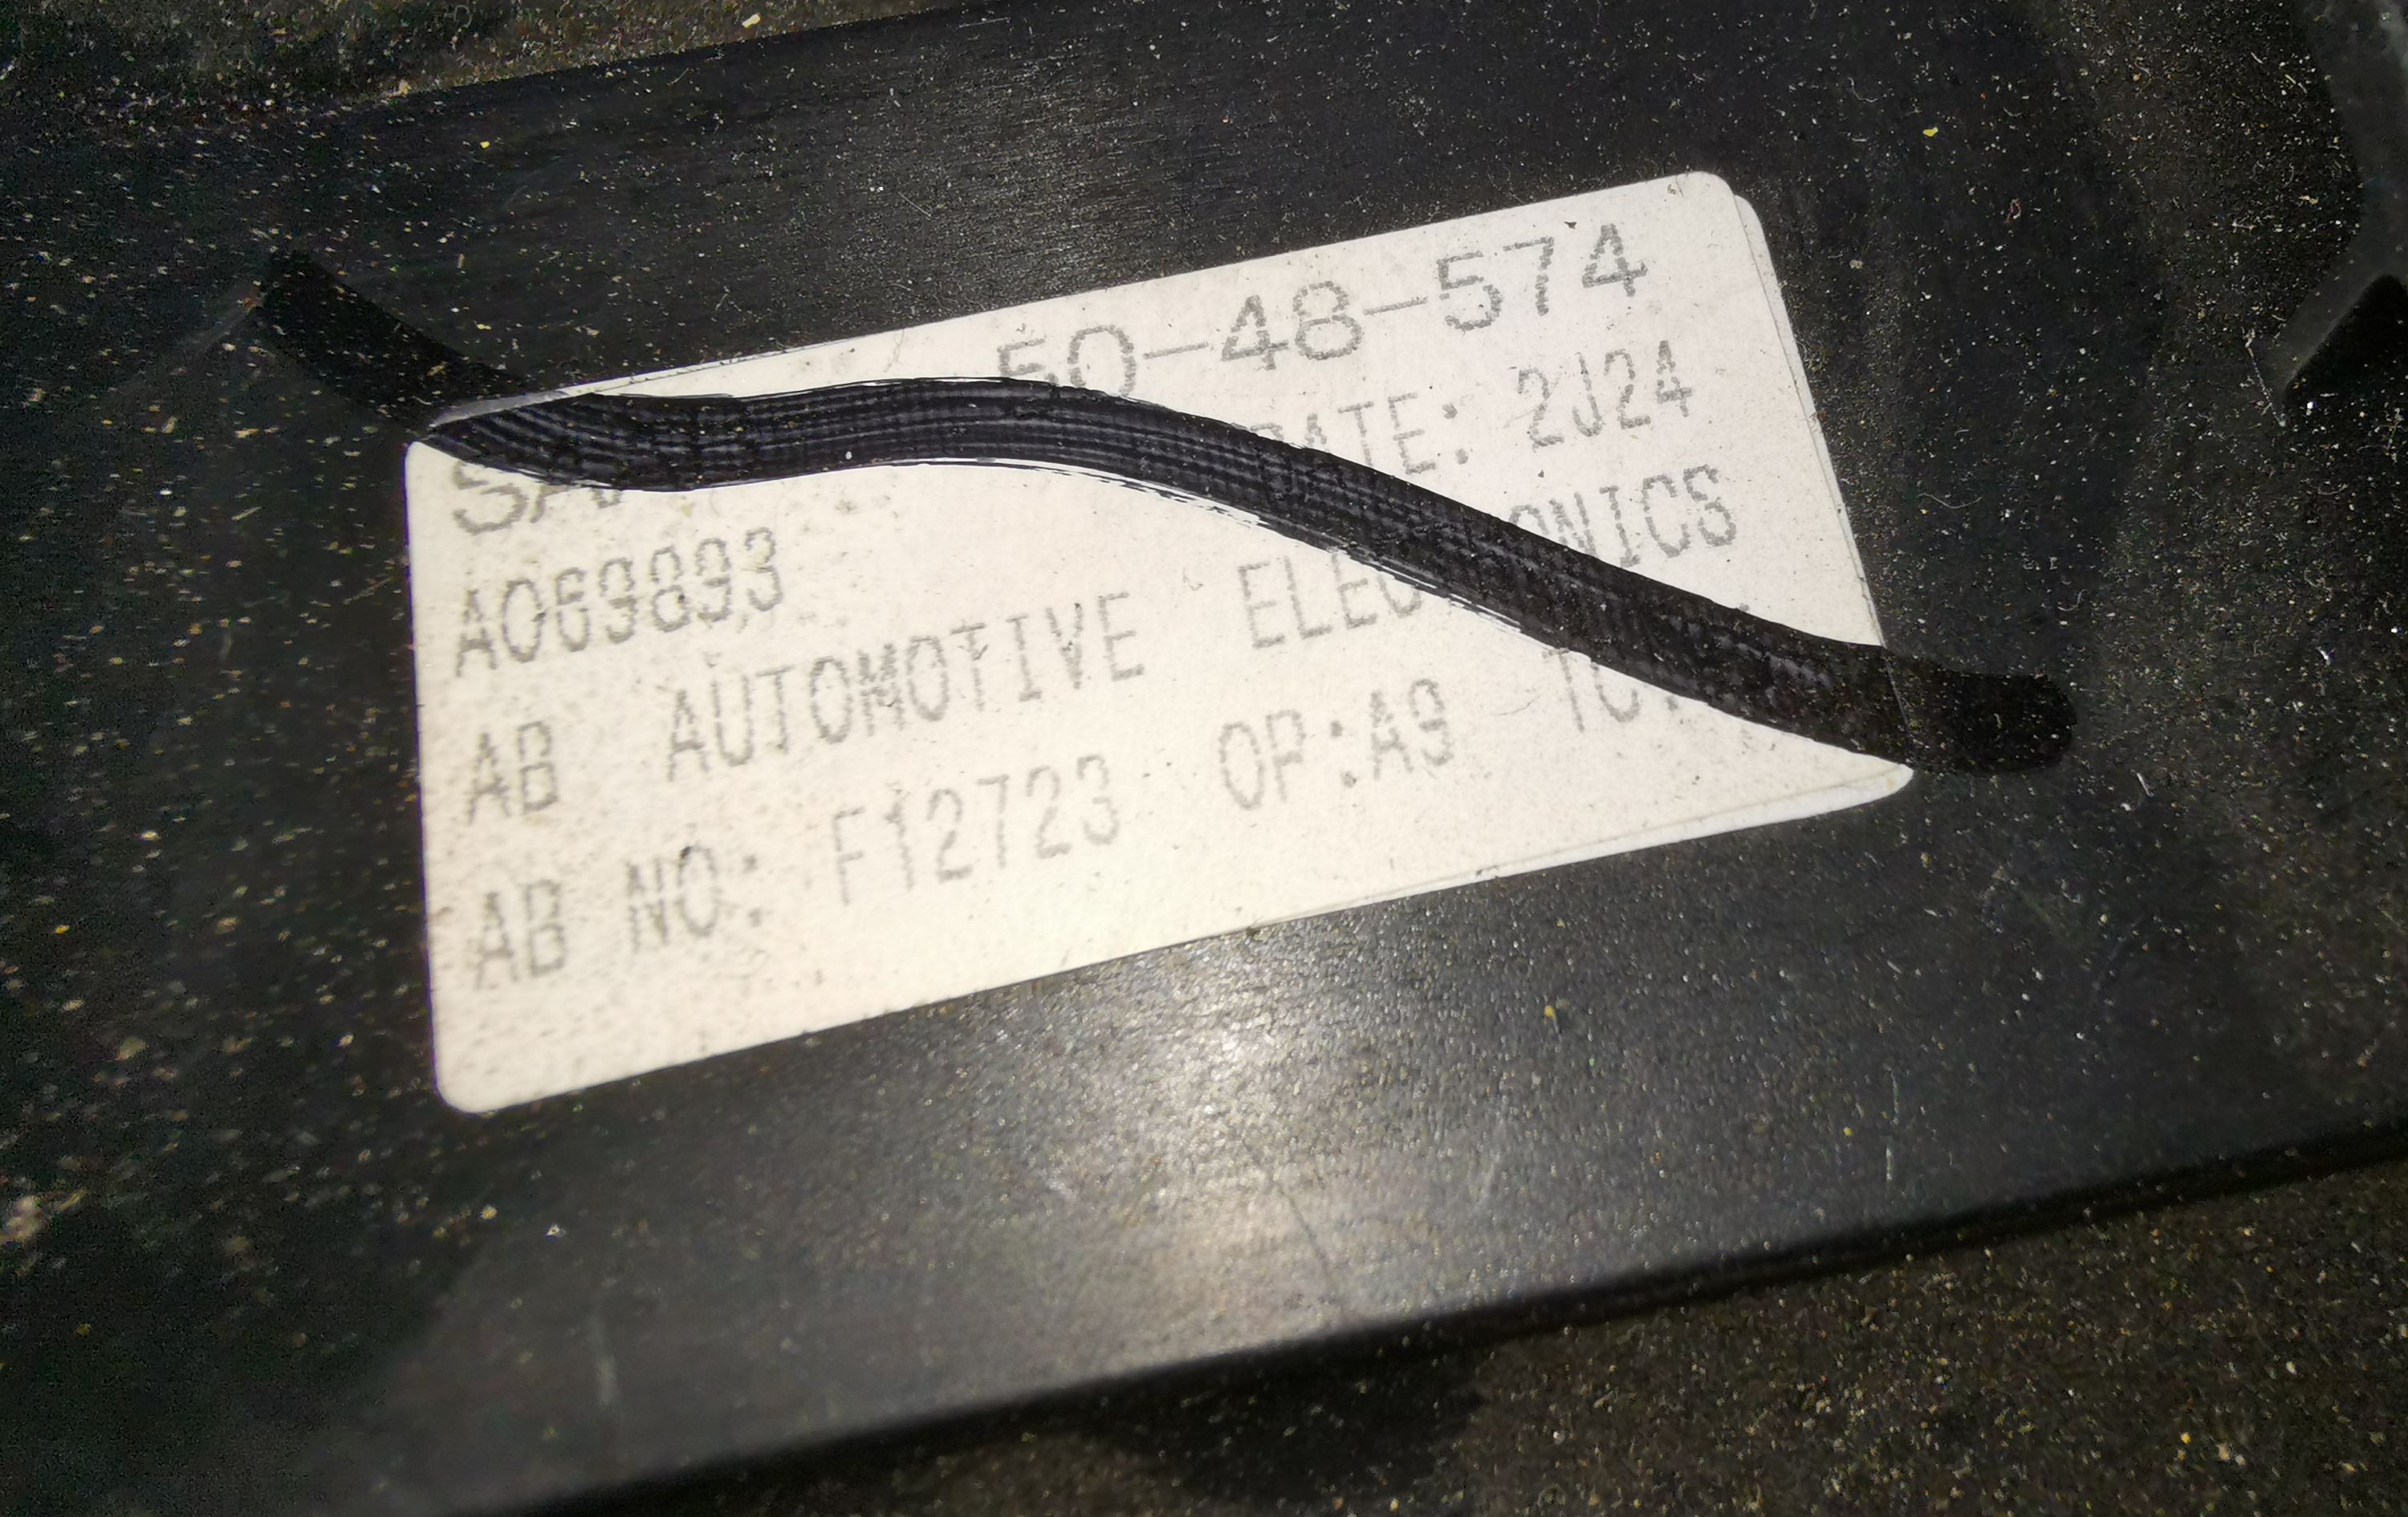 50-48-574
A069893 DATE: 2J24
AB AUTOMOTIVE ELECTRONICS
AB NO: F12723 OP:A9